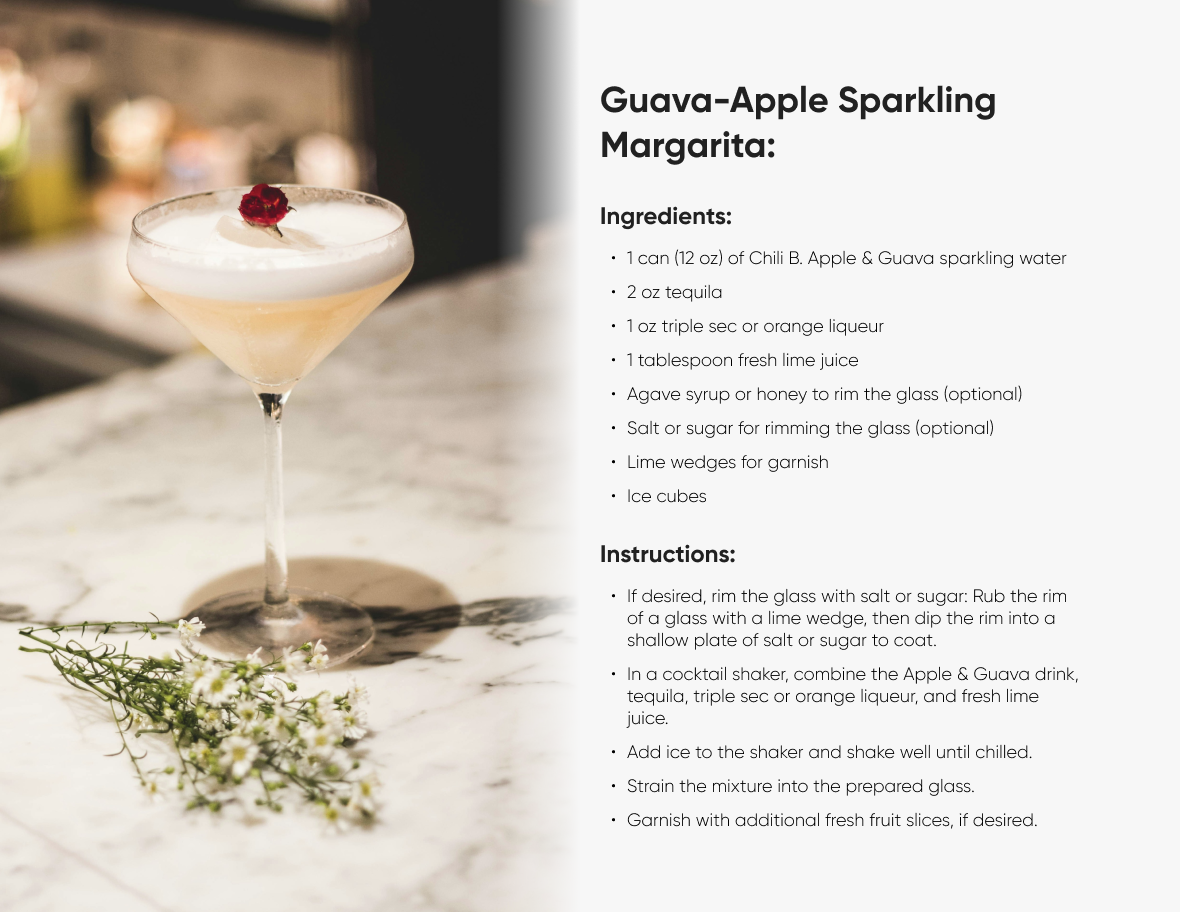 Guava-Apple Sparkling
Margarita:
Ingredients:
• 1 can (12 oz) of Chili B. Apple & Guava sparkling water
• 2 oz tequila
• 1 oz triple sec or orange liqueur
• 1 tablespoon fresh lime juice
• Agave syrup or honey to rim the glass (optional)
• Salt or sugar for rimming the glass (optional)
• Lime wedges for garnish
• Ice cubes
Instructions:
• If desired, rim the glass with salt or sugar: Rub the rim
of a glass with a lime wedge, then dip the rim into a
shallow plate of salt or sugar to coat.
• In a cocktail shaker, combine the Apple & Guava drink,
tequila, triple sec or orange liqueur, and fresh lime
juice.
• Add ice to the shaker and shake well until chilled.
• Strain the mixture into the prepared glass.
• Garnish with additional fresh fruit slices, if desired.